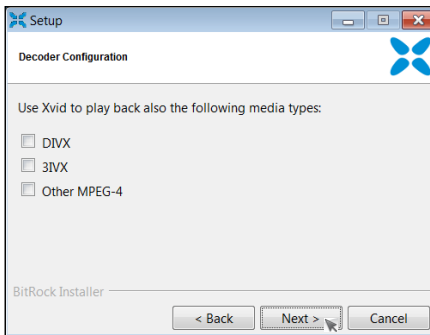 Setup
Decoder Configuration
Use Xvid to play back also the following media types:
DIVX
3IVX
Other MPEG-4
BitRock Installer
< Back Next > Cancel